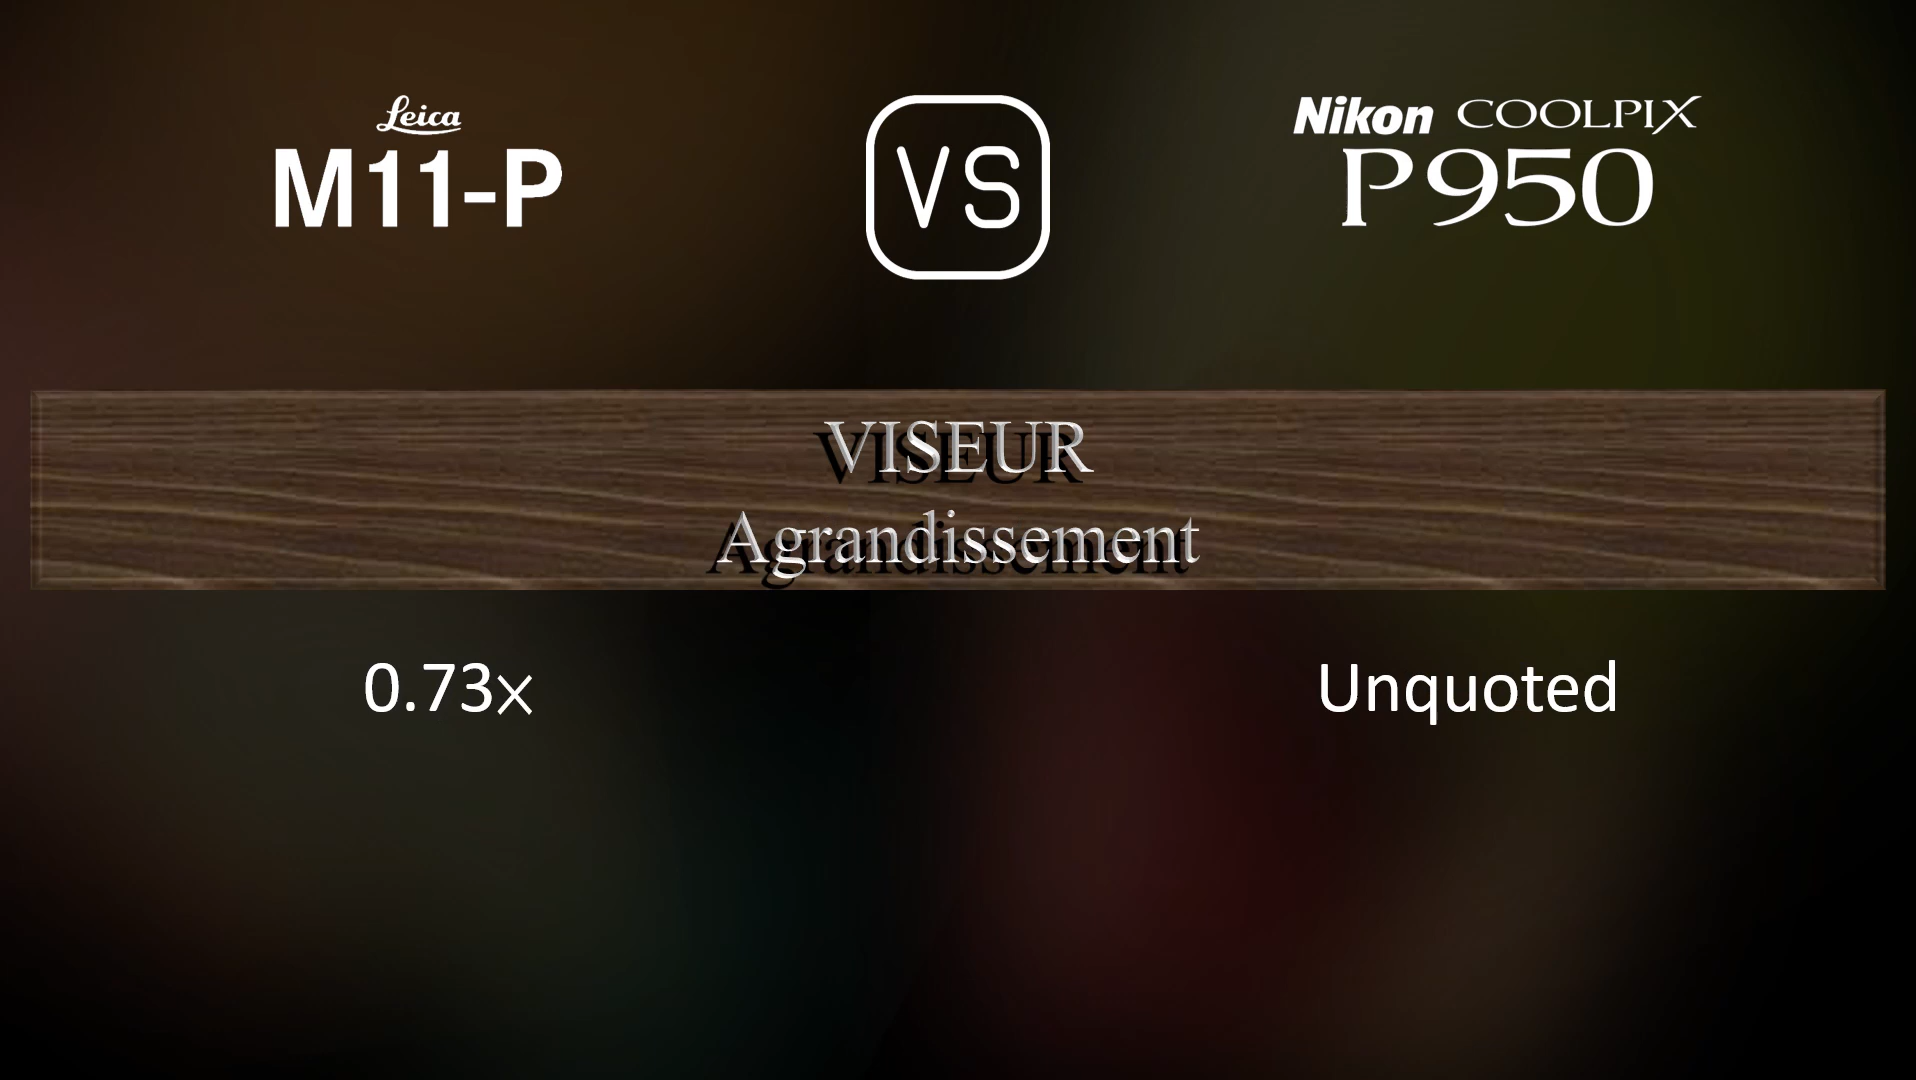 Leica
M11-P
VS
Nikon COOLPIX
P950
VISEUR
Agrandissement
0.73x
Unquoted